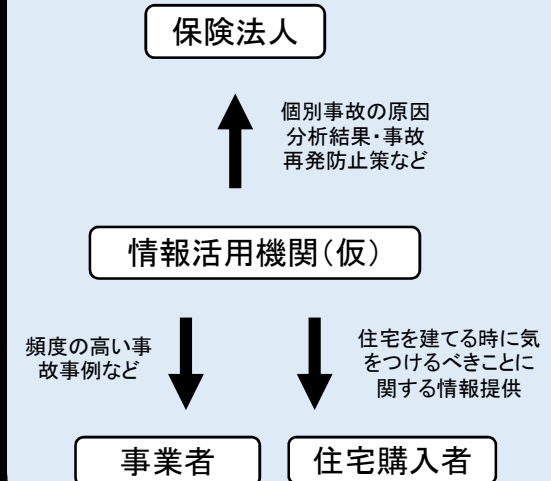 保険法人
個別事故の原因
分析結果・事故
再発防止策など
情報活用機関(仮)
頻度の高い事
故事例など
住宅を建てる時に気
をつけるべきことに
関する情報提供
事業者
住宅購入者